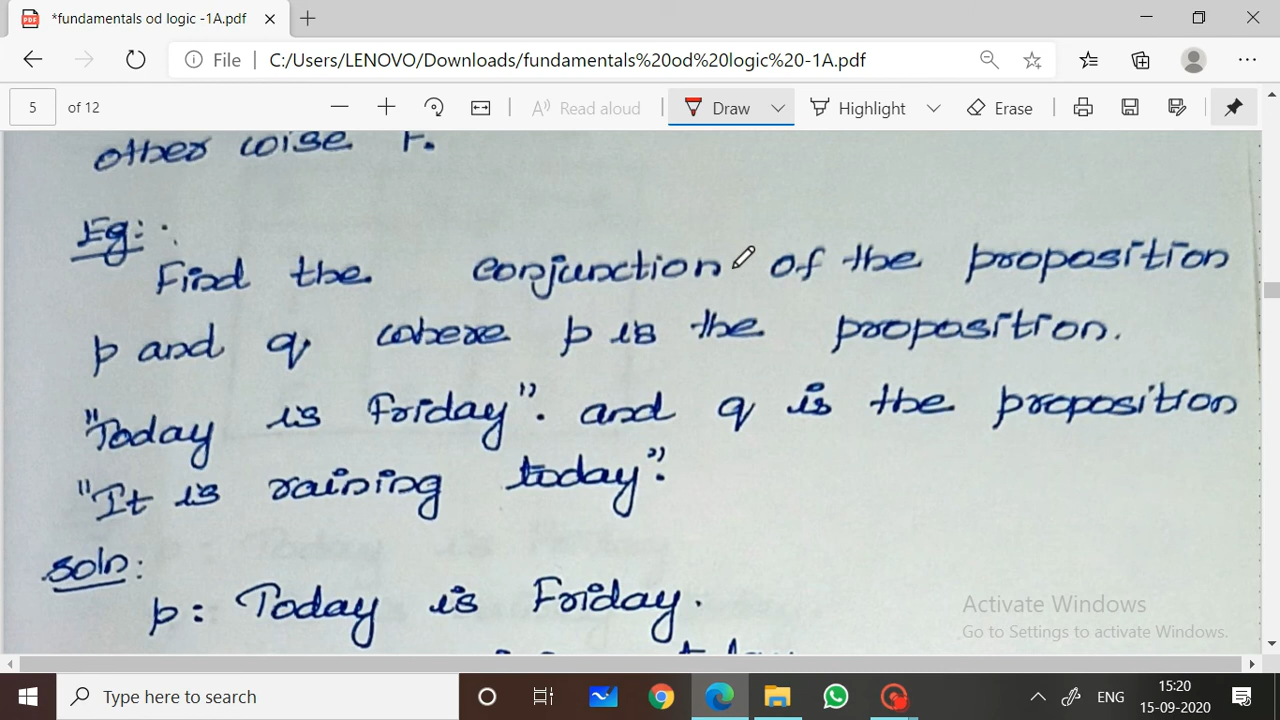 *fundamentals od logic -1A.pdf
File C:/Users/LENOVO/Downloads/fundamentals%20od%20logic%20-1A.pdf
5 of 12 Read aloud Draw Highlight Erase
other wise F.
Eg:
Find the conjunction of the proposition
p and q where p is the proposition.
"Today is Friday". and q is the proposition
"It is raining today".
Soln:
p: Today is Friday.
Activate Windows
Go to Settings to activate Windows.
Type here to search
ENG
15:20
15-09-2020